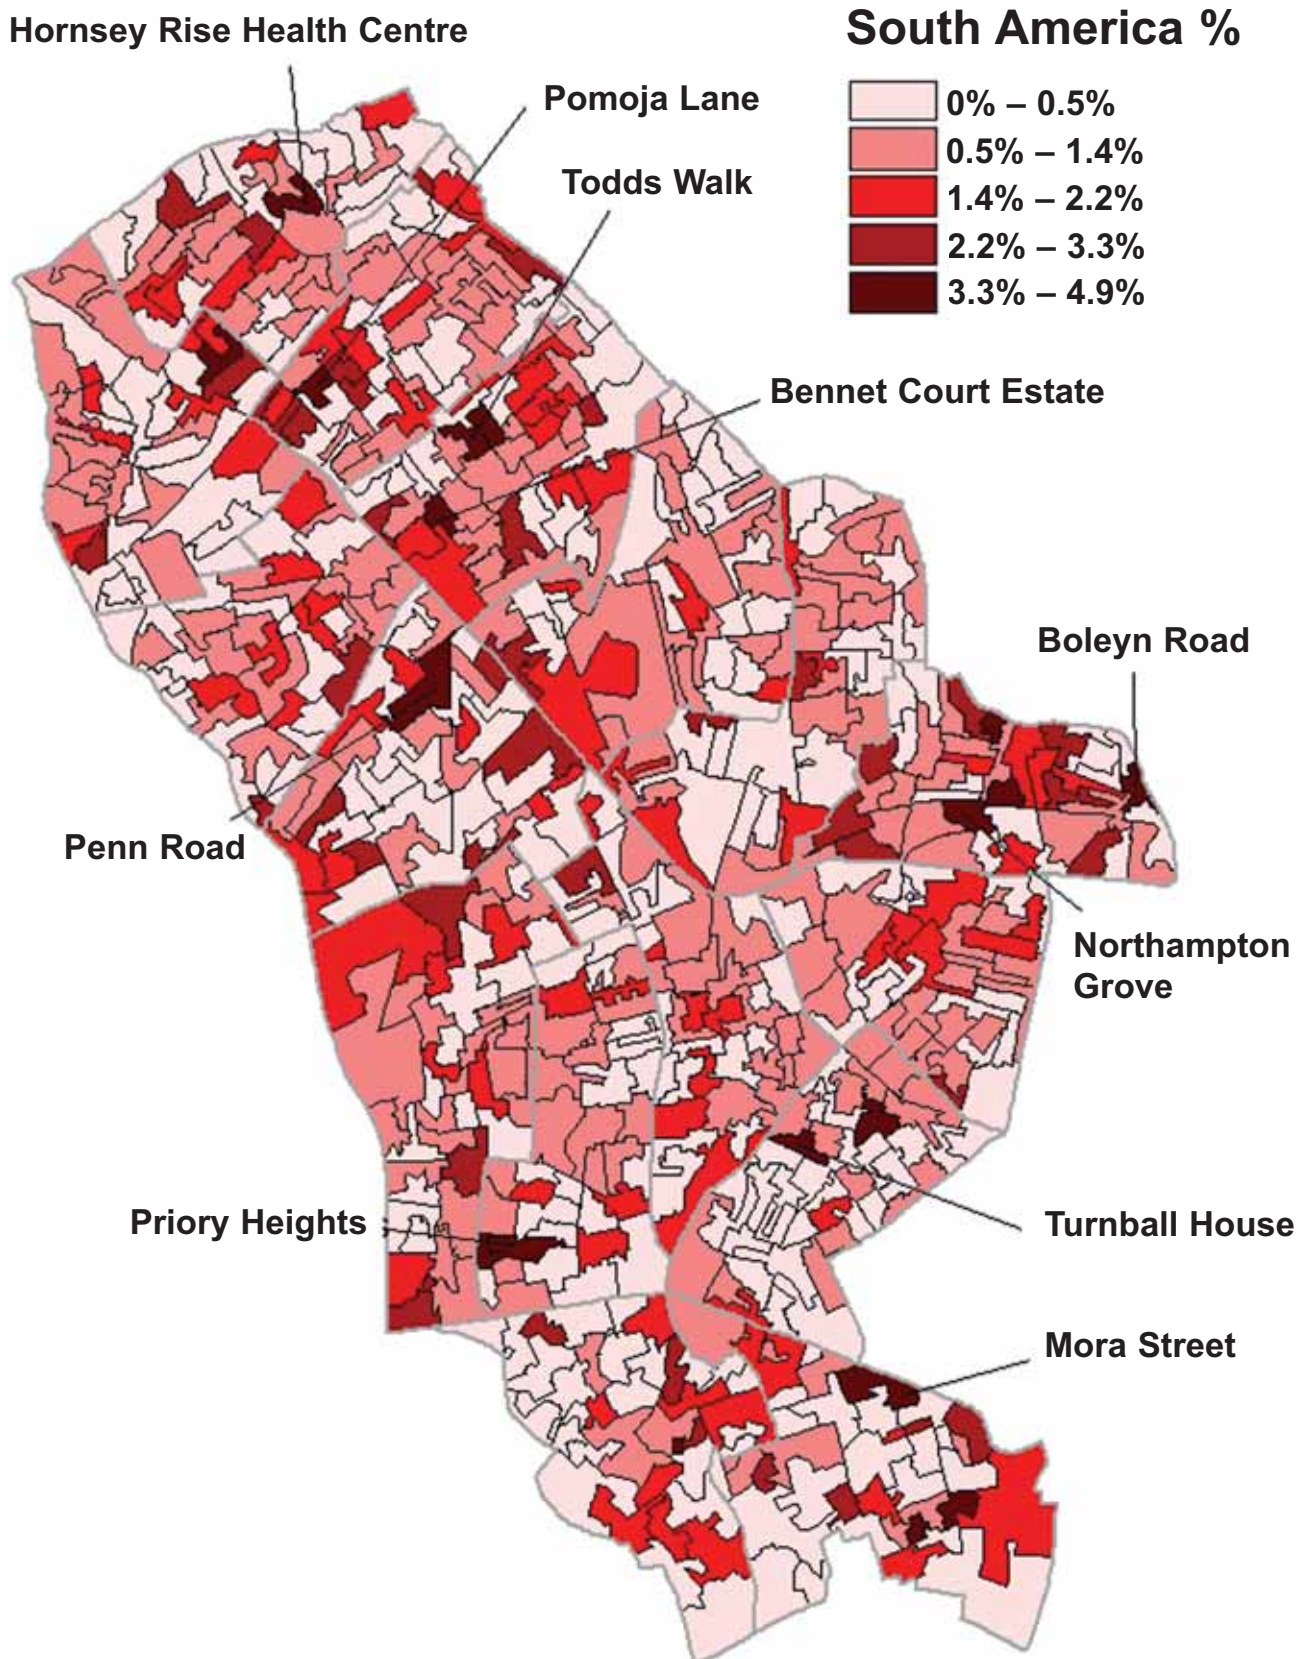 Hornsey Rise Health Centre
South America %
Pomoja Lane
0% – 0.5%
0.5% – 1.4%
Todds Walk
1.4% – 2.2%
2.2% – 3.3%
3.3% – 4.9%
Bennet Court Estate
Boleyn Road
Penn Road
Northampton
Grove
Priory Heights
Turnball House
Mora Street